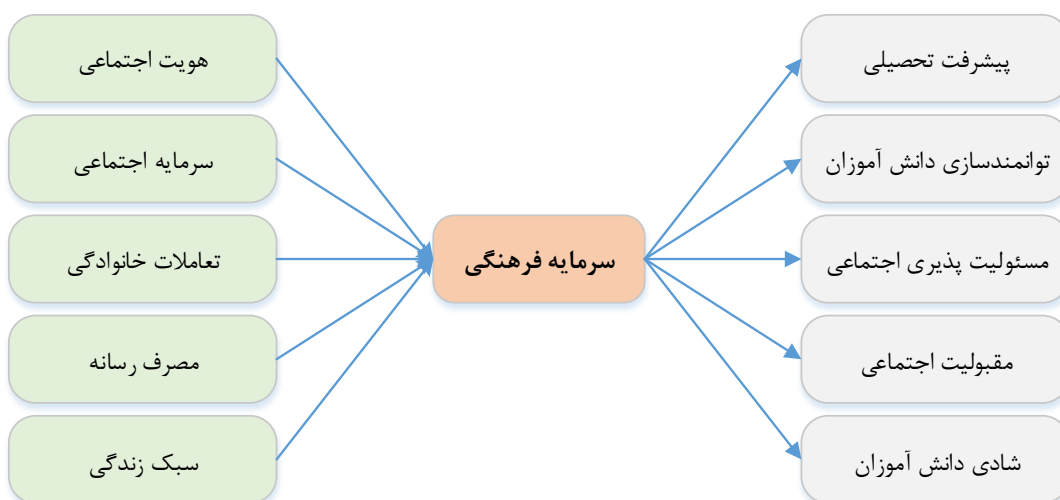 هویت اجتماعی
سرمایه اجتماعی
تعاملات خانوادگی
مصرف رسانه
سبک زندگی
سرمایه فرهنگی
پیشرفت تحصیلی
توانمندسازی دانش آموزان
مسئولیت پذیری اجتماعی
مقبولیت اجتماعی
شادی دانش آموزان